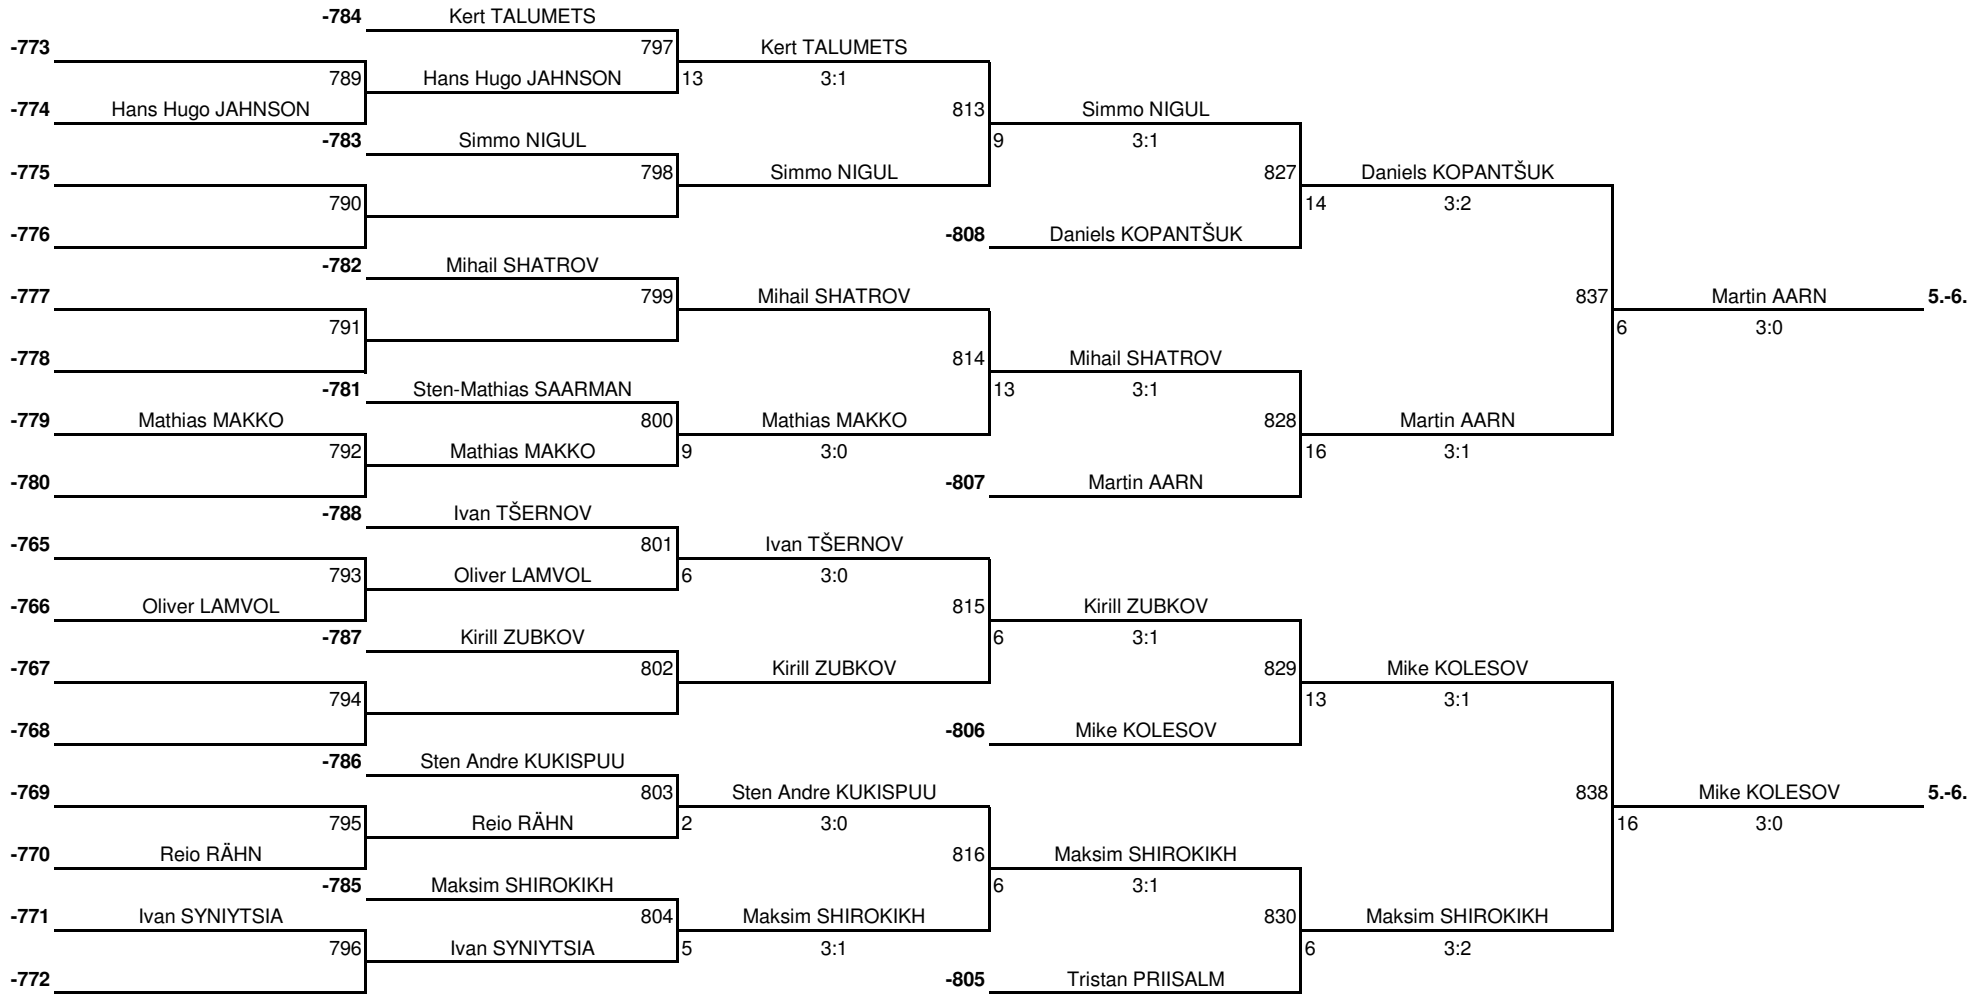 -784 Kert TALUMETS
-773 797 Kert TALUMETS
789 Hans Hugo JAHNSON 13 3:1
-774 Hans Hugo JAHNSON 813 Simmo NIGUL
-783 Simmo NIGUL 9 3:1
-775 798 Simmo NIGUL 827 Daniels KOPANTŠUK
790 14 3:2
-776 -808 Daniels KOPANTŠUK
-782 Mihail SHATROV
-777 799 Mihail SHATROV 837 Martin AARN 5.-6.
791 6 3:0
-778 814 Mihail SHATROV
-781 Sten-Mathias SAARMAN 13 3:1
-779 Mathias MAKKO 800 Mathias MAKKO 828 Martin AARN
792 Mathias MAKKO 9 3:0 16 3:1
-780 -807 Martin AARN
-788 Ivan TŠERNOV
-765 801 Ivan TŠERNOV
793 Oliver LAMVOL 6 3:0
-766 Oliver LAMVOL 815 Kirill ZUBKOV
-787 Kirill ZUBKOV 6 3:1
-767 802 Kirill ZUBKOV 829 Mike KOLESOV
794 13 3:1
-768 -806 Mike KOLESOV
-786 Sten Andre KUKISPUU
-769 803 Sten Andre KUKISPUU 838 Mike KOLESOV 5.-6.
795 Reio RÄHN 2 3:0 16 3:0
-770 Reio RÄHN 816 Maksim SHIROKIKH
-785 Maksim SHIROKIKH 6 3:1
-771 Ivan SYNIYTSIA 804 Maksim SHIROKIKH 830 Maksim SHIROKIKH
796 Ivan SYNIYTSIA 5 3:1 6 3:2
-772 -805 Tristan PRIISALM